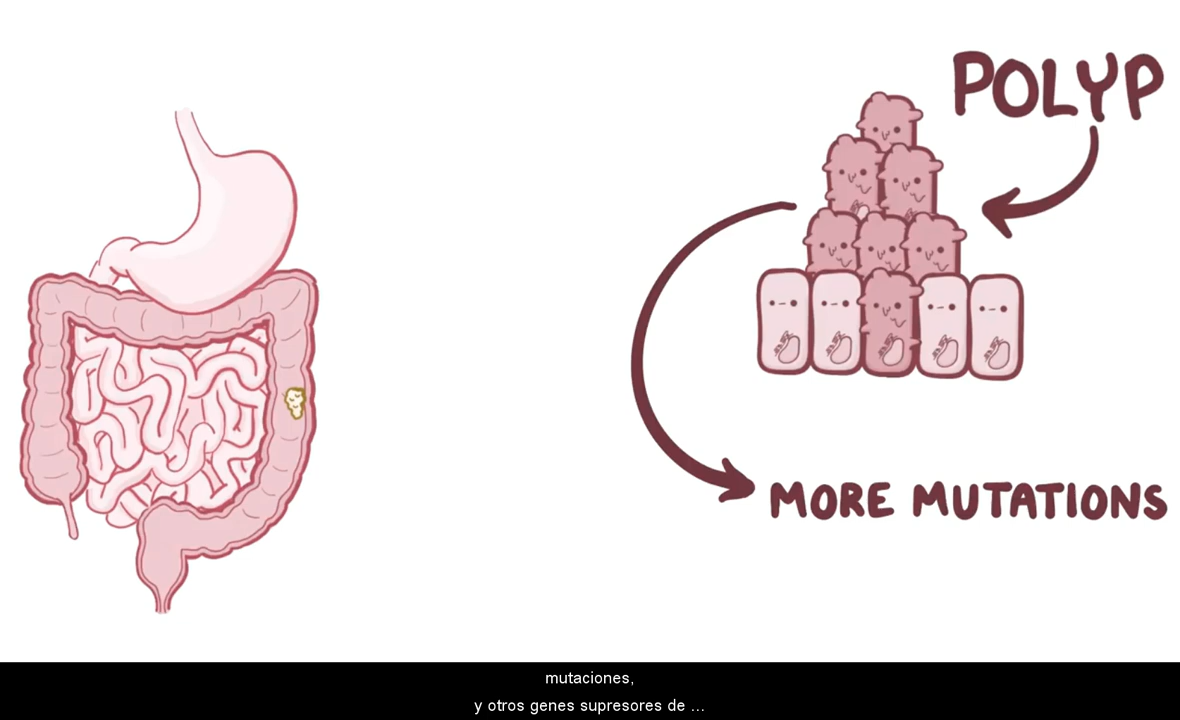 POLYP
MORE MUTATIONS
mutaciones,
y otros genes supresores de ...